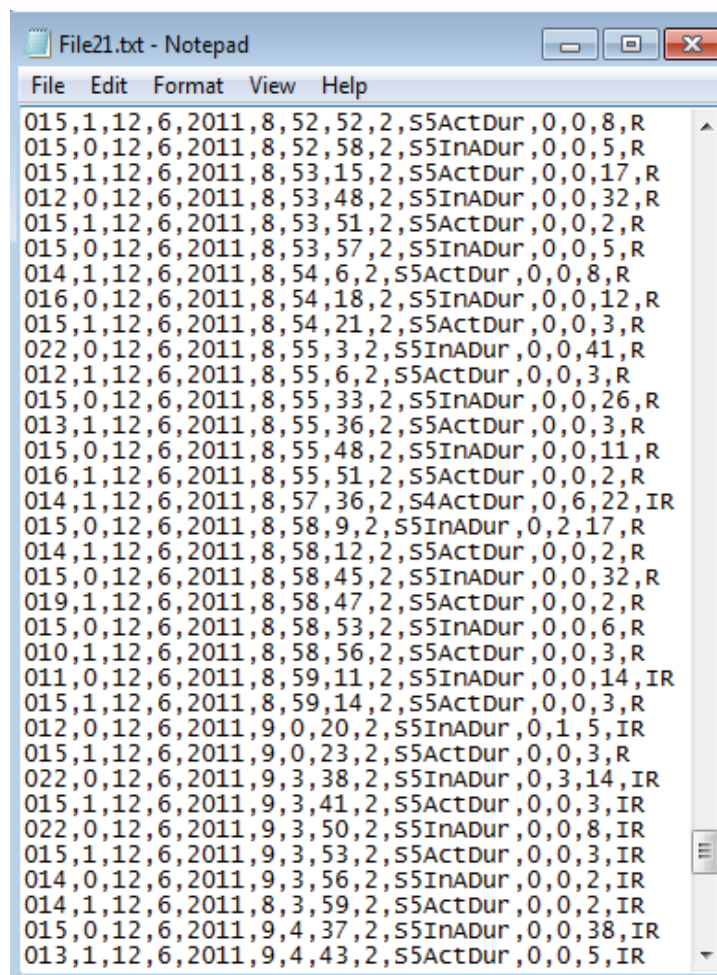 File21.txt - Notepad
File Edit Format View Help
015,1,12,6,2011,8,52,52,2,S5ActDur,0,0,8,R
015,0,12,6,2011,8,52,58,2,S5InADur,0,0,5,R
015,1,12,6,2011,8,53,15,2,S5ActDur,0,0,17,R
012,0,12,6,2011,8,53,48,2,S5InADur,0,0,32,R
015,1,12,6,2011,8,53,51,2,S5ActDur,0,0,2,R
015,0,12,6,2011,8,53,57,2,S5InADur,0,0,5,R
014,1,12,6,2011,8,54,6,2,S5ActDur,0,0,8,R
016,0,12,6,2011,8,54,18,2,S5InADur,0,0,12,R
015,1,12,6,2011,8,54,21,2,S5ActDur,0,0,3,R
022,0,12,6,2011,8,55,3,2,S5InADur,0,0,41,R
012,1,12,6,2011,8,55,6,2,S5ActDur,0,0,3,R
015,0,12,6,2011,8,55,33,2,S5InADur,0,0,26,R
013,1,12,6,2011,8,55,36,2,S5ActDur,0,0,3,R
015,0,12,6,2011,8,55,48,2,S5InADur,0,0,11,R
016,1,12,6,2011,8,55,51,2,S5ActDur,0,0,2,R
014,1,12,6,2011,8,57,36,2,S4ActDur,0,6,22,IR
015,0,12,6,2011,8,58,9,2,S5InADur,0,2,17,R
014,1,12,6,2011,8,58,12,2,S5ActDur,0,0,2,R
015,0,12,6,2011,8,58,45,2,S5InADur,0,0,32,R
019,1,12,6,2011,8,58,47,2,S5ActDur,0,0,2,R
015,0,12,6,2011,8,58,53,2,S5InADur,0,0,6,R
010,1,12,6,2011,8,58,56,2,S5ActDur,0,0,3,R
011,0,12,6,2011,8,59,11,2,S5InADur,0,0,14,IR
015,1,12,6,2011,8,59,14,2,S5ActDur,0,0,3,R
012,0,12,6,2011,9,0,20,2,S5InADur,0,1,5,IR
015,1,12,6,2011,9,0,23,2,S5ActDur,0,0,3,R
022,0,12,6,2011,9,3,38,2,S5InADur,0,3,14,IR
015,1,12,6,2011,9,3,41,2,S5ActDur,0,0,3,IR
022,0,12,6,2011,9,3,50,2,S5InADur,0,0,8,IR
015,1,12,6,2011,9,3,53,2,S5ActDur,0,0,3,IR
014,0,12,6,2011,9,3,56,2,S5InADur,0,0,2,IR
014,1,12,6,2011,8,3,59,2,S5ActDur,0,0,2,IR
015,0,12,6,2011,9,4,37,2,S5InADur,0,0,38,IR
013,1,12,6,2011,9,4,43,2,S5ActDur,0,0,5,IR